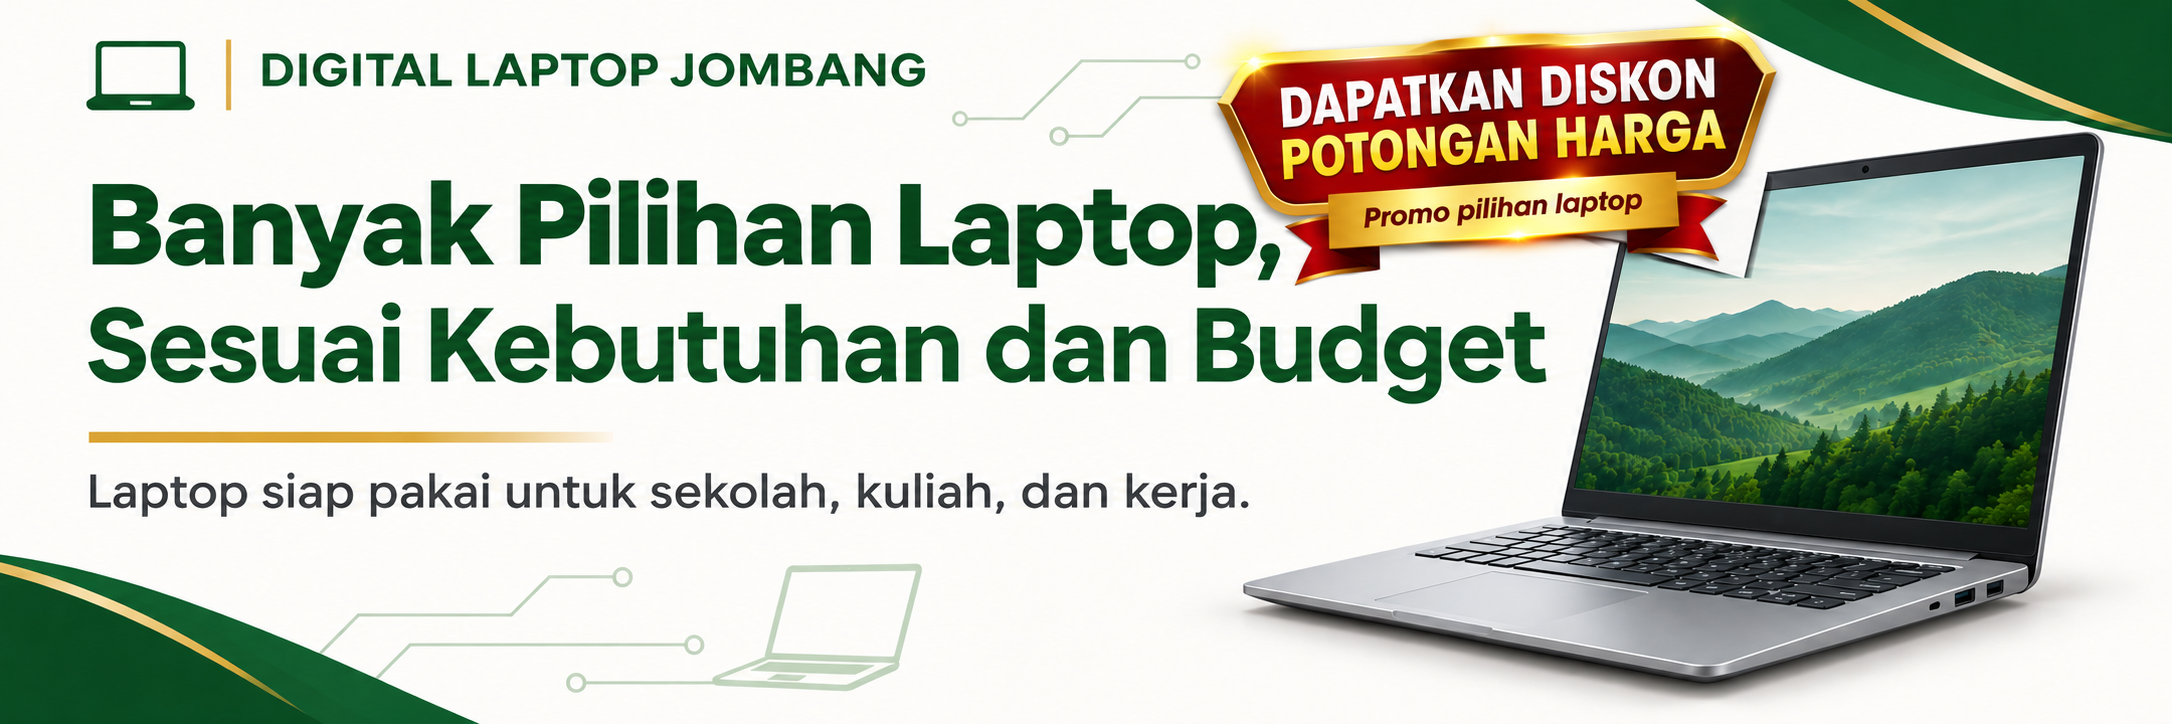 DIGITAL LAPTOP JOMBANG
DAPATKAN DISKON
POTONGAN HARGA
Promo pilihan laptop
Banyak Pilihan Laptop,
Sesuai Kebutuhan dan Budget
Laptop siap pakai untuk sekolah, kuliah, dan kerja.